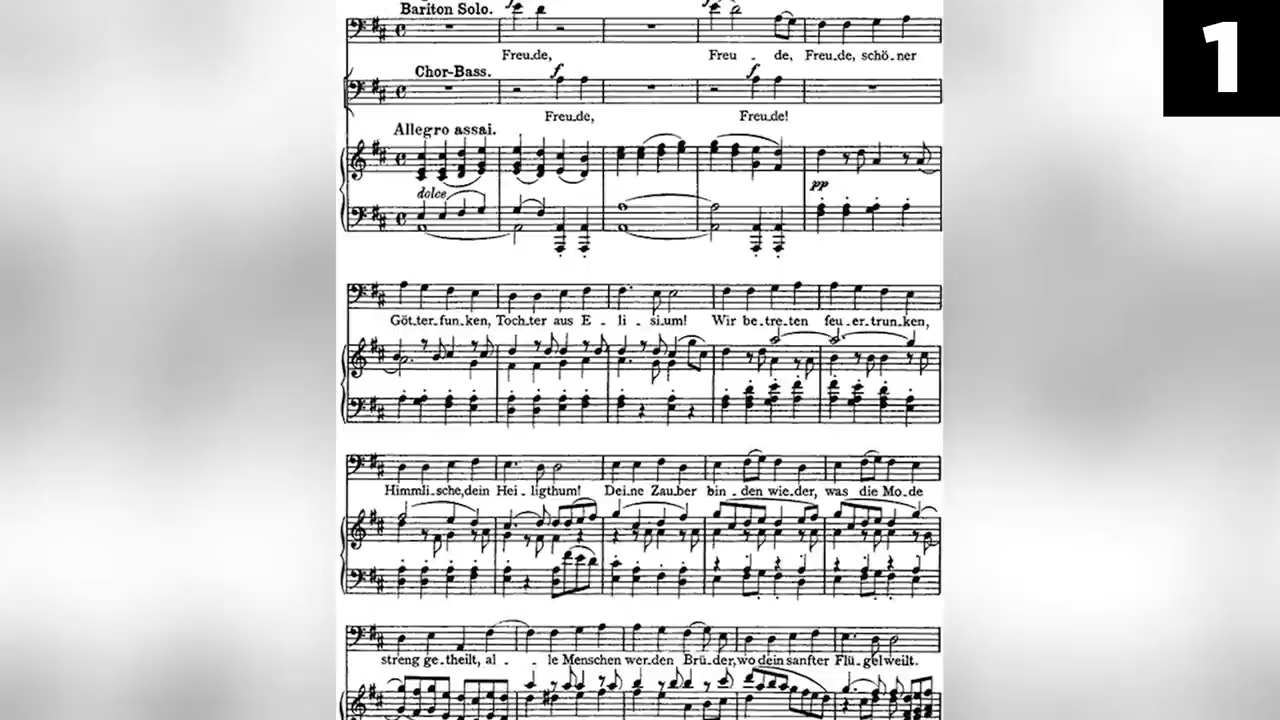 1
Bariton Solo.
Freu-de, Freu - de, Freu-de, schö-ner
Chor-Bass.
f f
Freu-de, Freu-de!
Allegro assai.
dolce pp
Göt-ter-fun-ken, Toch-ter aus E - li - si-um! Wir be-tre-ten feu-er-trun-ken,
Himmli-sche, dein Hei-ligthum! Dei-ne Zau-ber bin-den wie-der, was die Mo-de
streng ge-theilt, al - - le Menschen wer-den Brü-der, wo dein sanfter Flü-gel weilt.